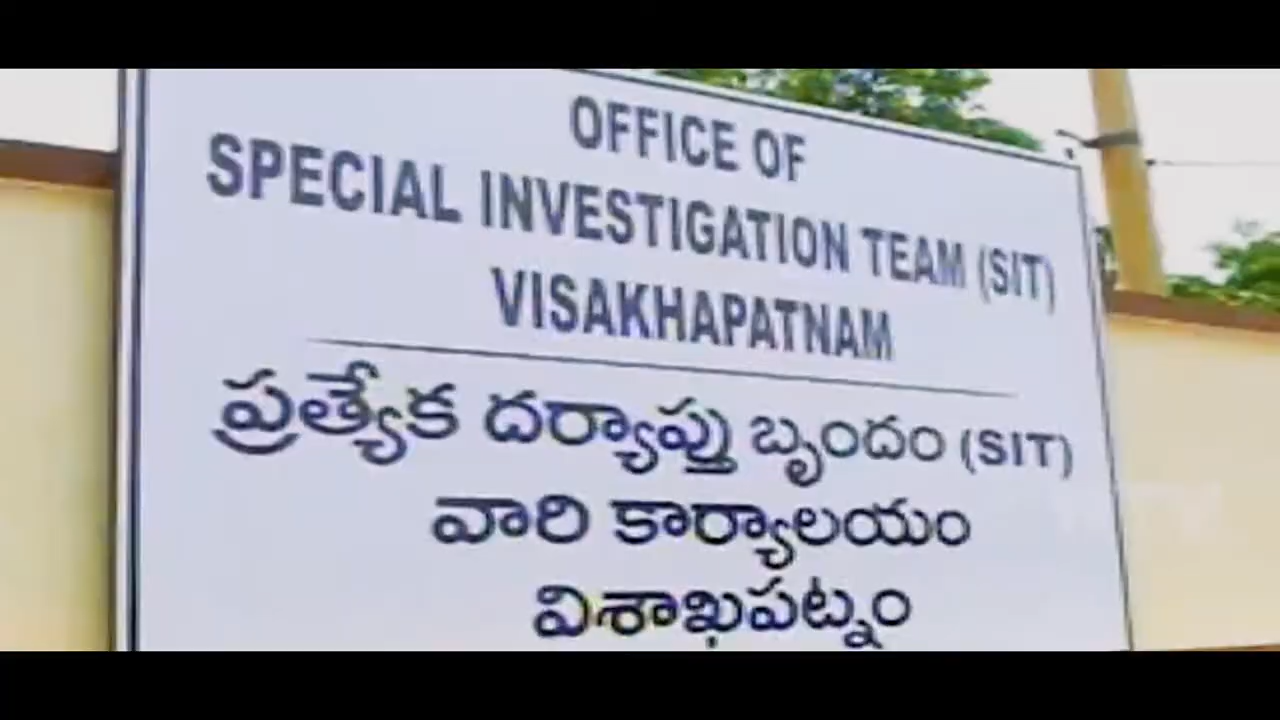 OFFICE OF
SPECIAL INVESTIGATION TEAM (SIT)
VISAKHAPATNAM
ప్రత్యేక దర్యాప్తు బృందం (SIT)
వారి కార్యాలయం
విశాఖపట్నం